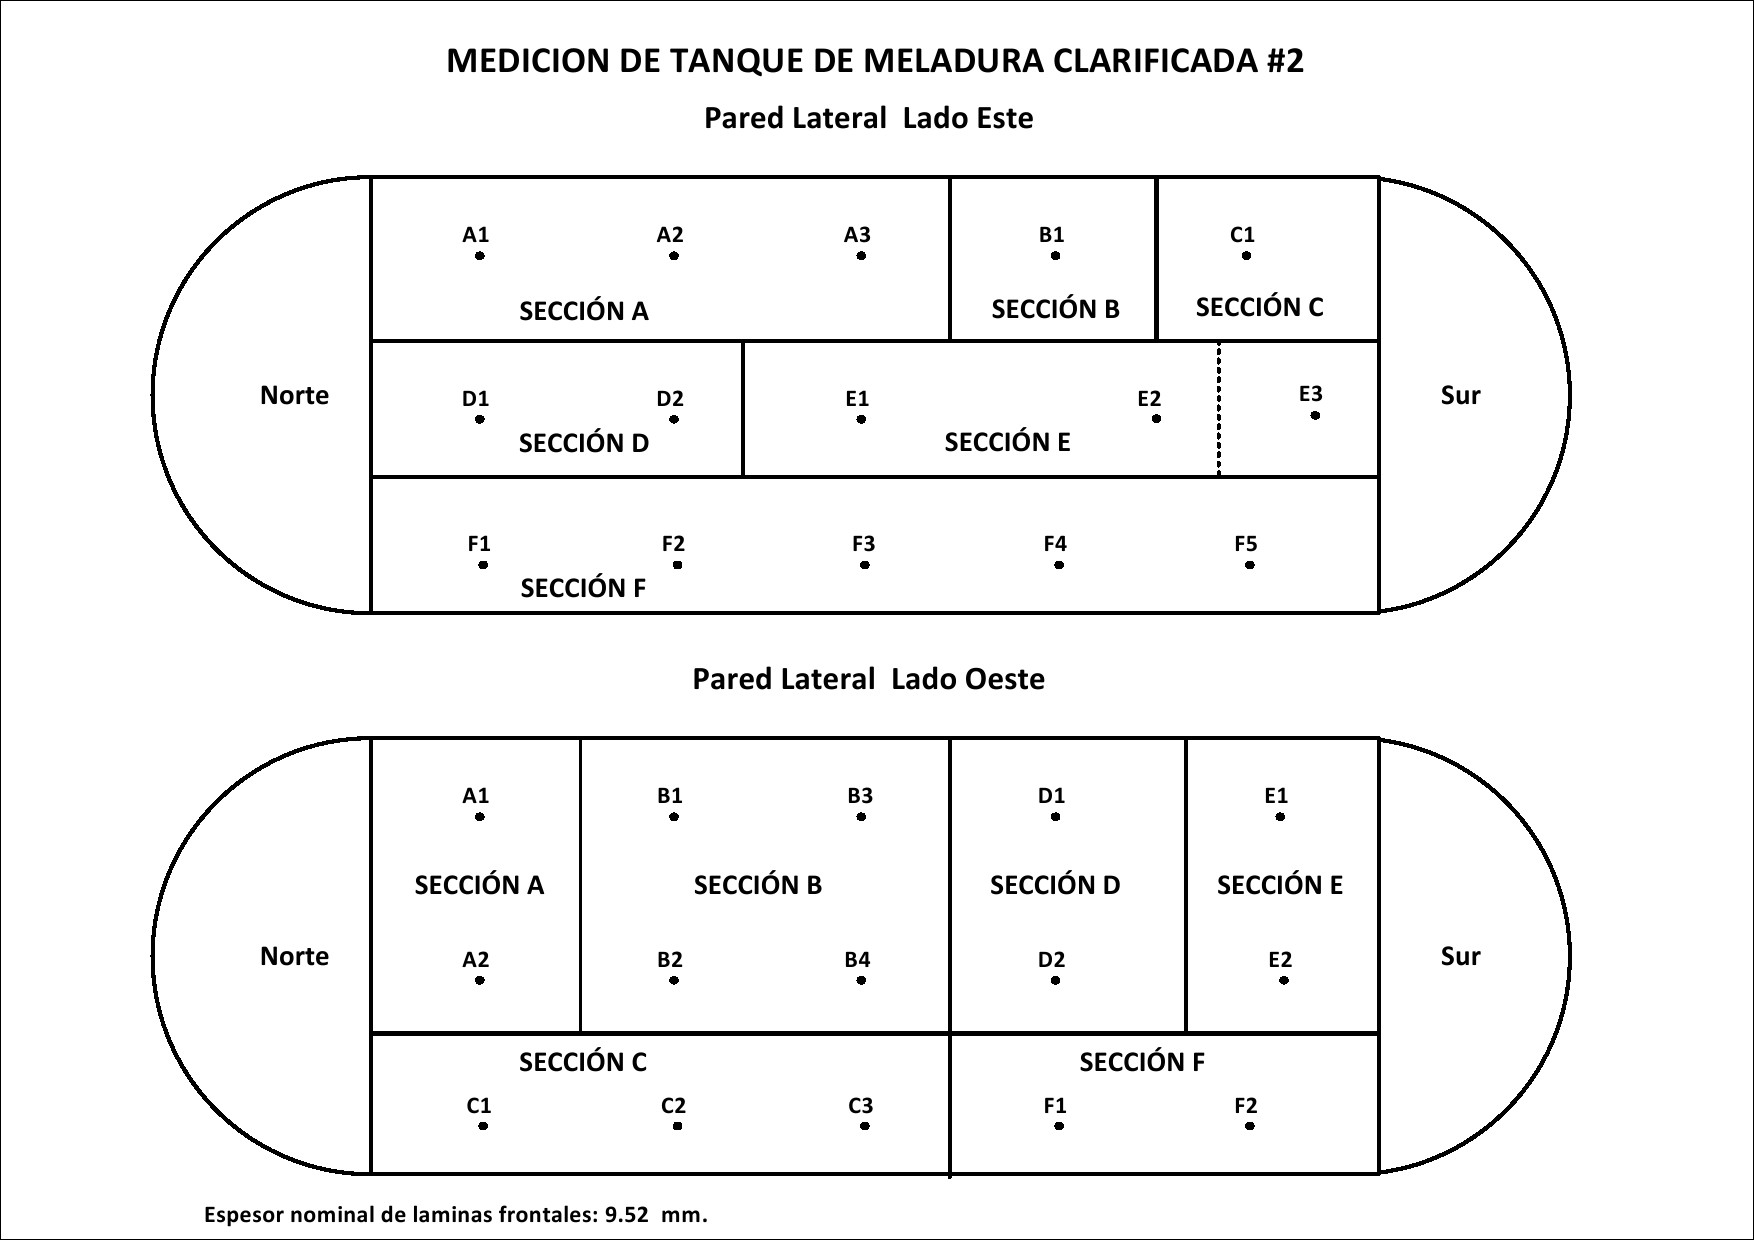 MEDICION DE TANQUE DE MELADURA CLARIFICADA #2
Pared Lateral Lado Este
A1 A2 A3 B1 C1
SECCIÓN A SECCIÓN B SECCIÓN C
Norte D1 D2 E1 E2 E3 Sur
SECCIÓN D SECCIÓN E
F1 F2 F3 F4 F5
SECCIÓN F
Pared Lateral Lado Oeste
A1 B1 B3 D1 E1
SECCIÓN A SECCIÓN B SECCIÓN D SECCIÓN E
Norte A2 B2 B4 D2 E2 Sur
SECCIÓN C SECCIÓN F
C1 C2 C3 F1 F2
Espesor nominal de laminas frontales: 9.52 mm.